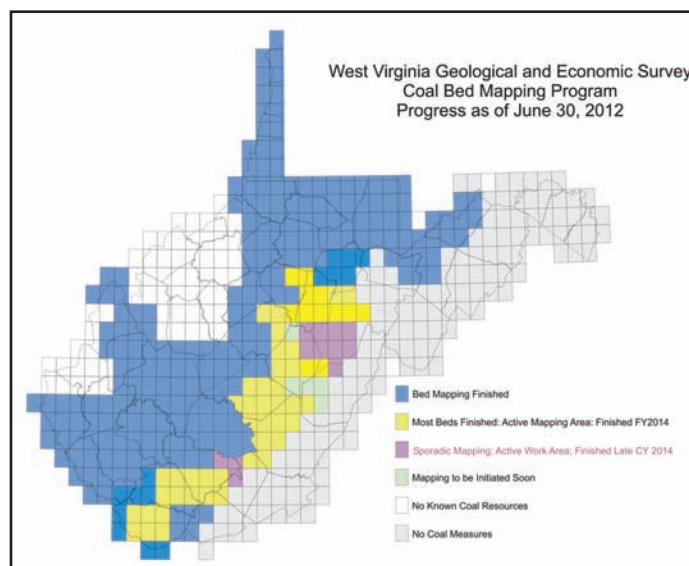 West Virginia Geological and Economic Survey
Coal Bed Mapping Program
Progress as of June 30, 2012
Bed Mapping Finished
Most Beds Finished: Active Mapping Area: Finished FY2014
Sporadic Mapping; Active Work Area; Finished Late CY 2014
Mapping to be Initiated Soon
No Known Coal Resources
No Coal Measures